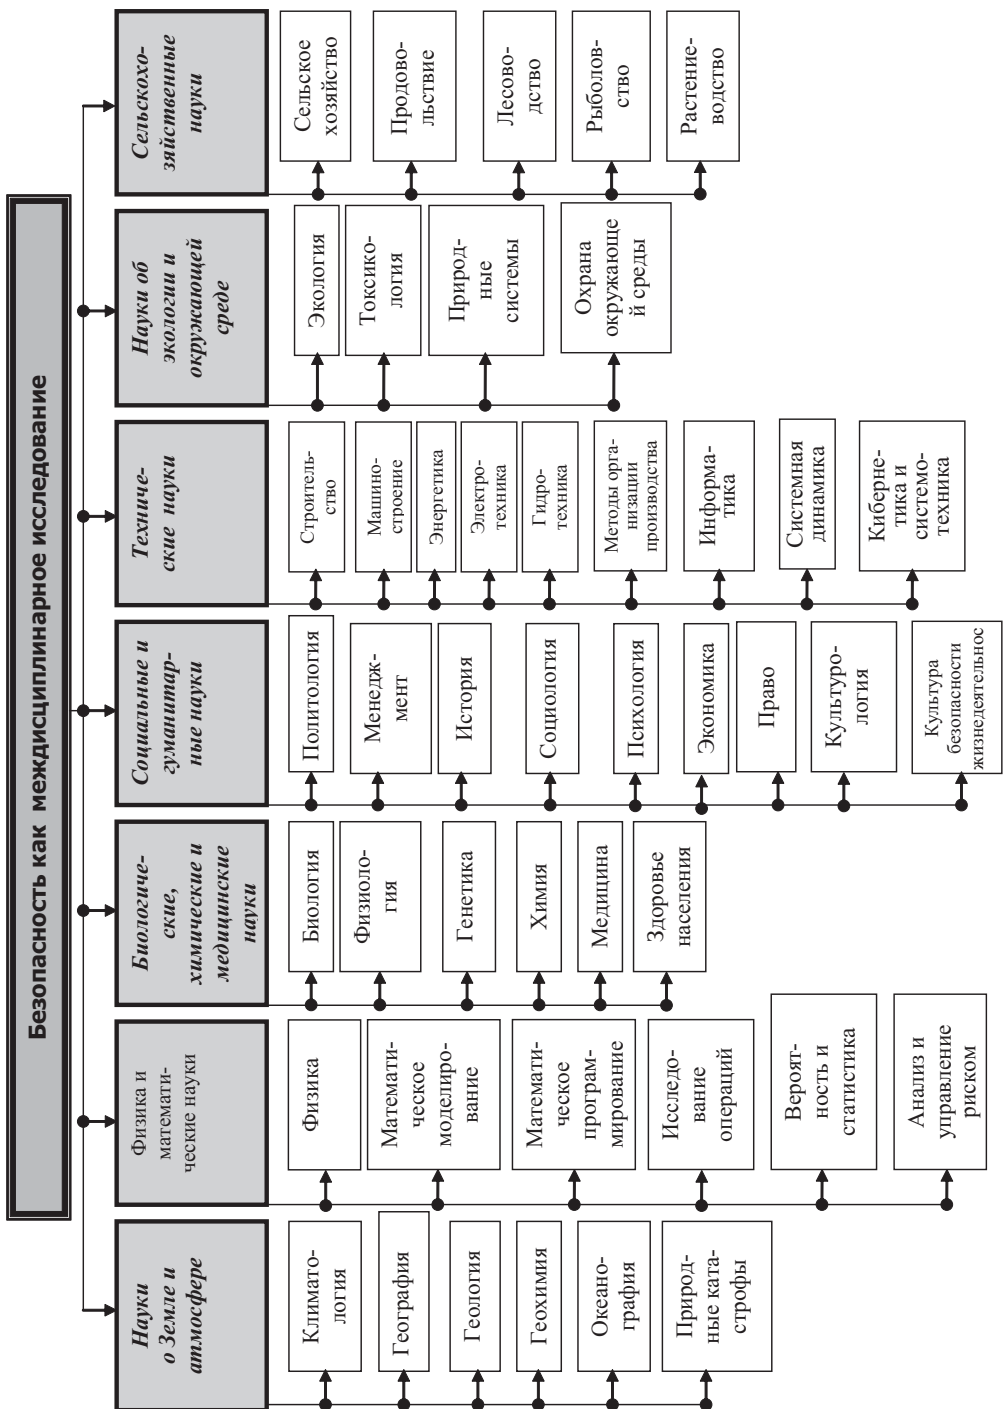 Безопасность как междисциплинарное исследование
Науки
о Земле и
атмосфере
Климато-
логия
География
Геология
Геохимия
Океано-
графия
Природ-
ные ката-
строфы
Физика и
математи-
ческие науки
Физика
Математи-
ческое
моделиро-
вание
Математи-
ческое
програм-
мирование
Исследо-
вание
операций
Вероят-
ность и
статистика
Анализ и
управление
риском
Биологиче-
ские,
химические и
медицинские
науки
Биология
Физиоло-
гия
Генетика
Химия
Медицина
Здоровье
населения
Социальные и
гуманитар-
ные науки
Политология
Менедж-
мент
История
Социология
Психология
Экономика
Право
Культуро-
логия
Культура
безопасности
жизнедеятельнос
Техниче-
ские науки
Строитель-
ство
Машино-
строение
Энергетика
Электро-
техника
Гидро-
техника
Методы орга-
низации
производства
Информа-
тика
Системная
динамика
Киберне-
тика и
системо-
техника
Науки об
экологии и
окружающей
среде
Экология
Токсико-
логия
Природ-
ные
системы
Охрана
окружающе
й среды
Сельскохо-
зяйственные
науки
Сельское
хозяйство
Продово-
льствие
Лесово-
дство
Рыболов-
ство
Растение-
водство